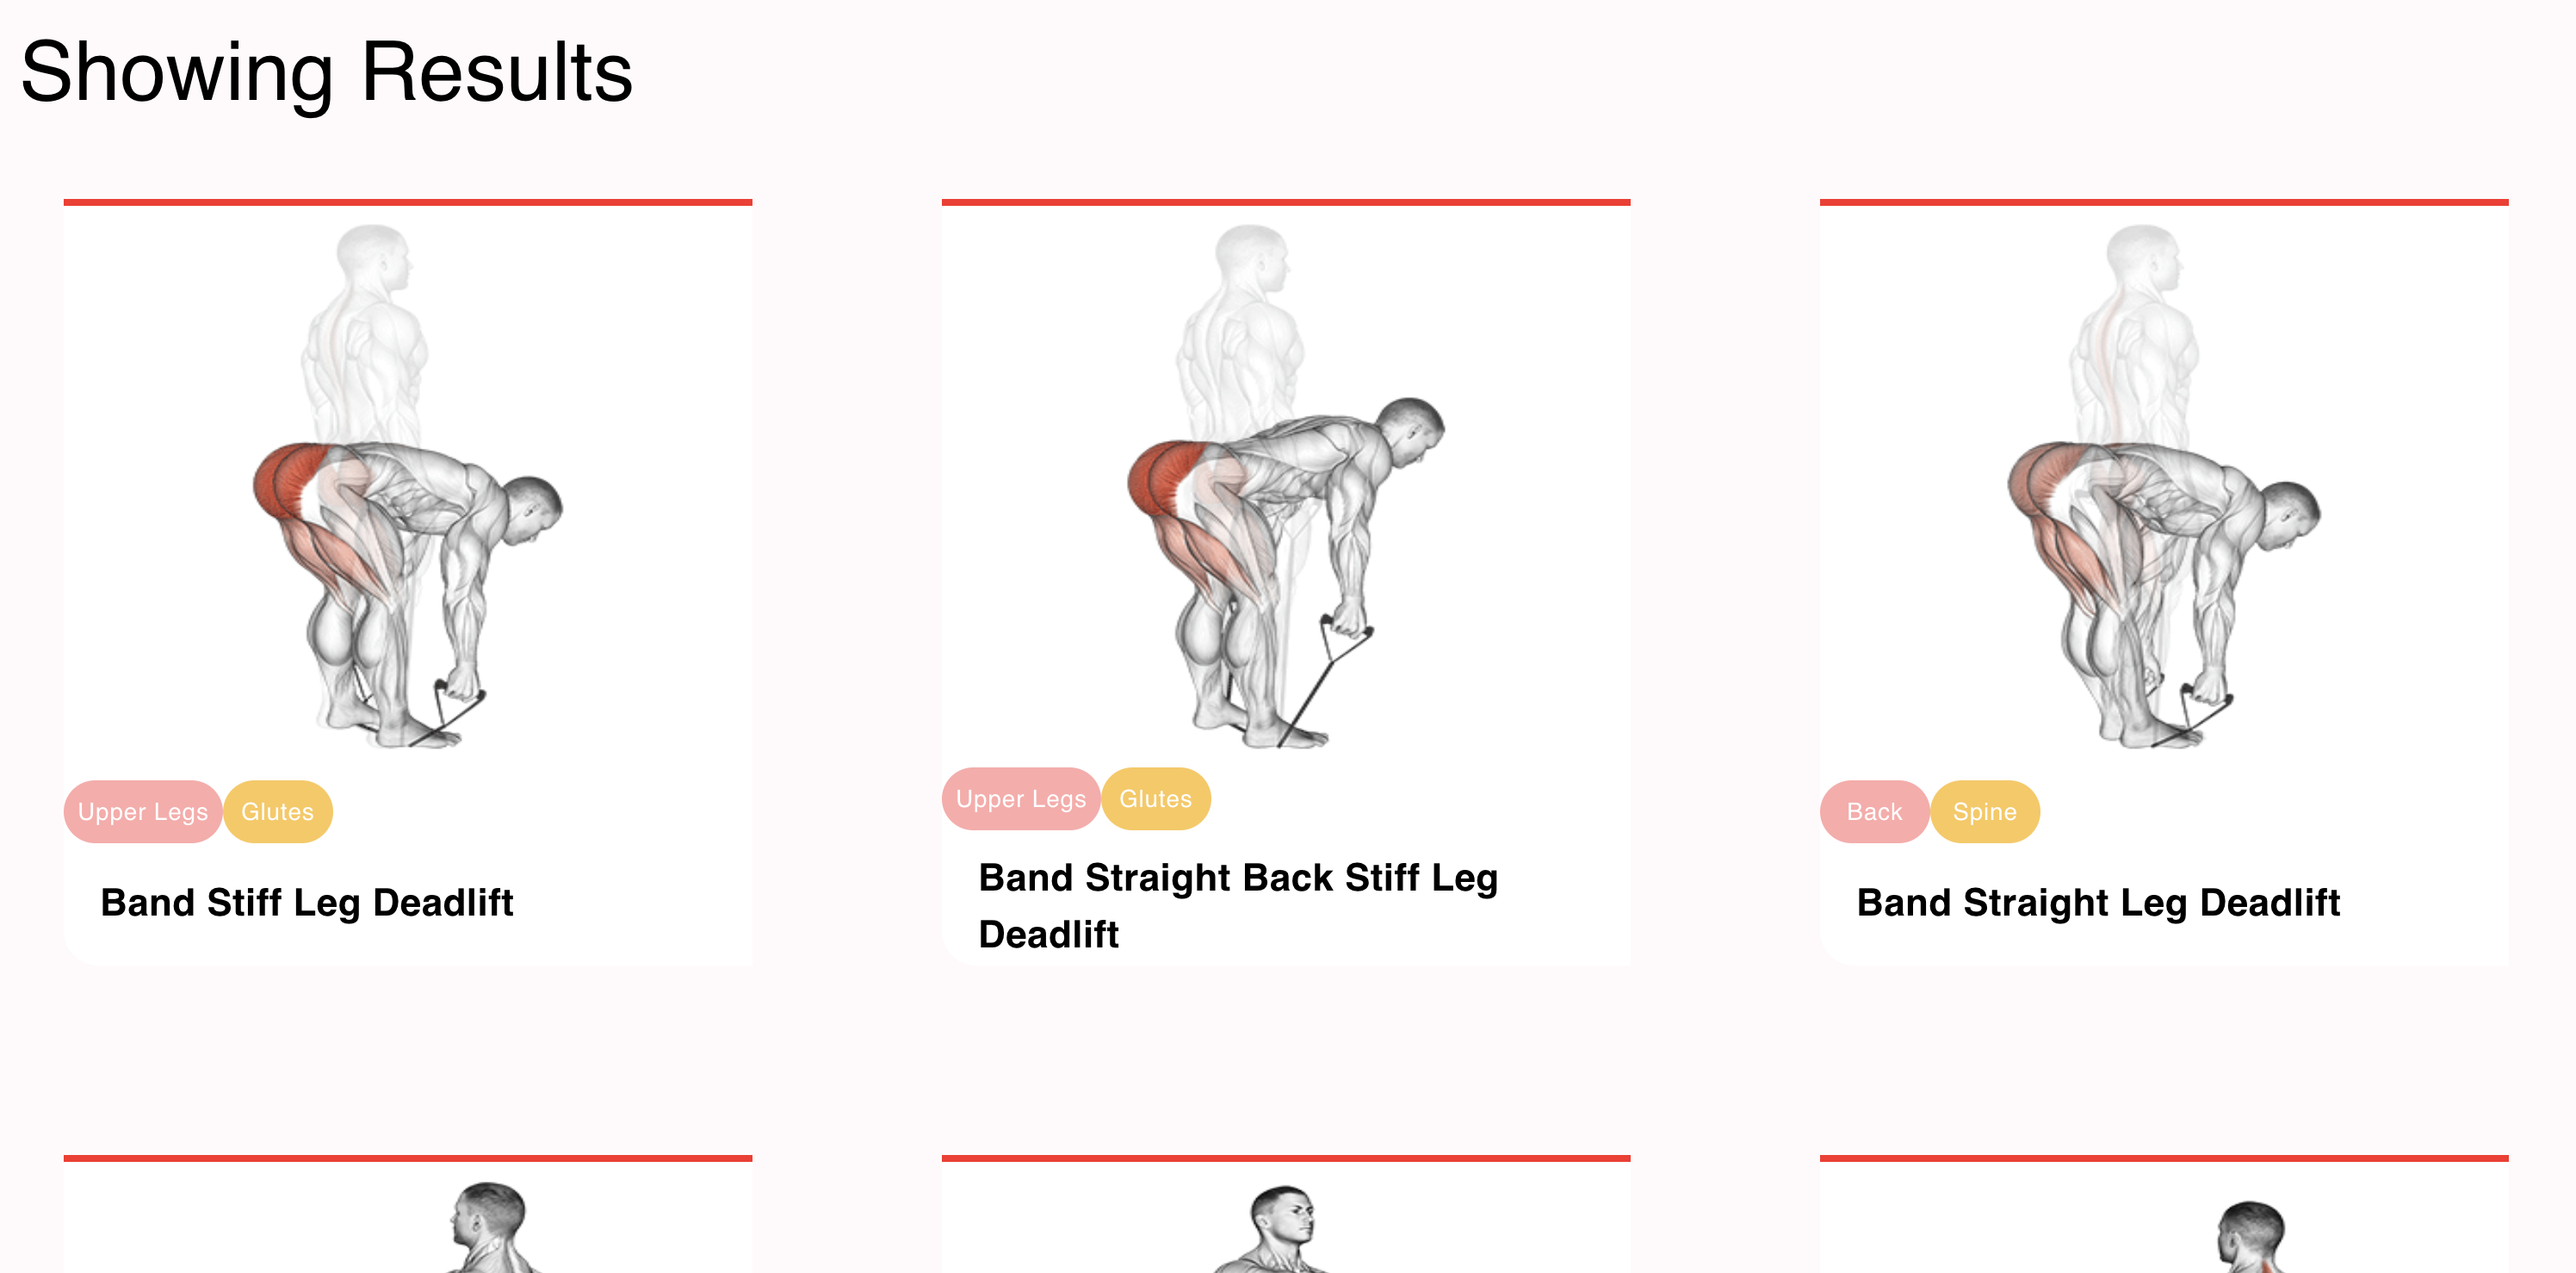 Showing Results
Upper Legs Glutes
Band Stiff Leg Deadlift
Upper Legs Glutes
Band Straight Back Stiff Leg
Deadlift
Back Spine
Band Straight Leg Deadlift